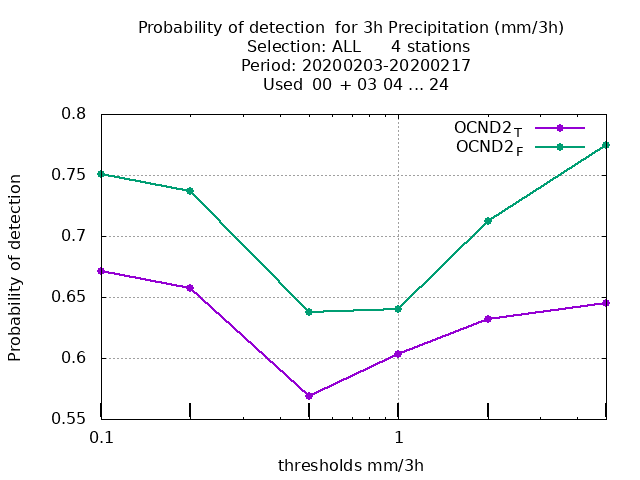 Probability of detection  for 3h Precipitation (mm/3h)
Selection: ALL      4 stations
Period: 20200203-20200217
Used  00 + 03 04 ... 24
OCND2T
OCND2F
0.8
0.75
0.7
0.65
0.6
0.55
Probability of detection
0.1
1
thresholds mm/3h